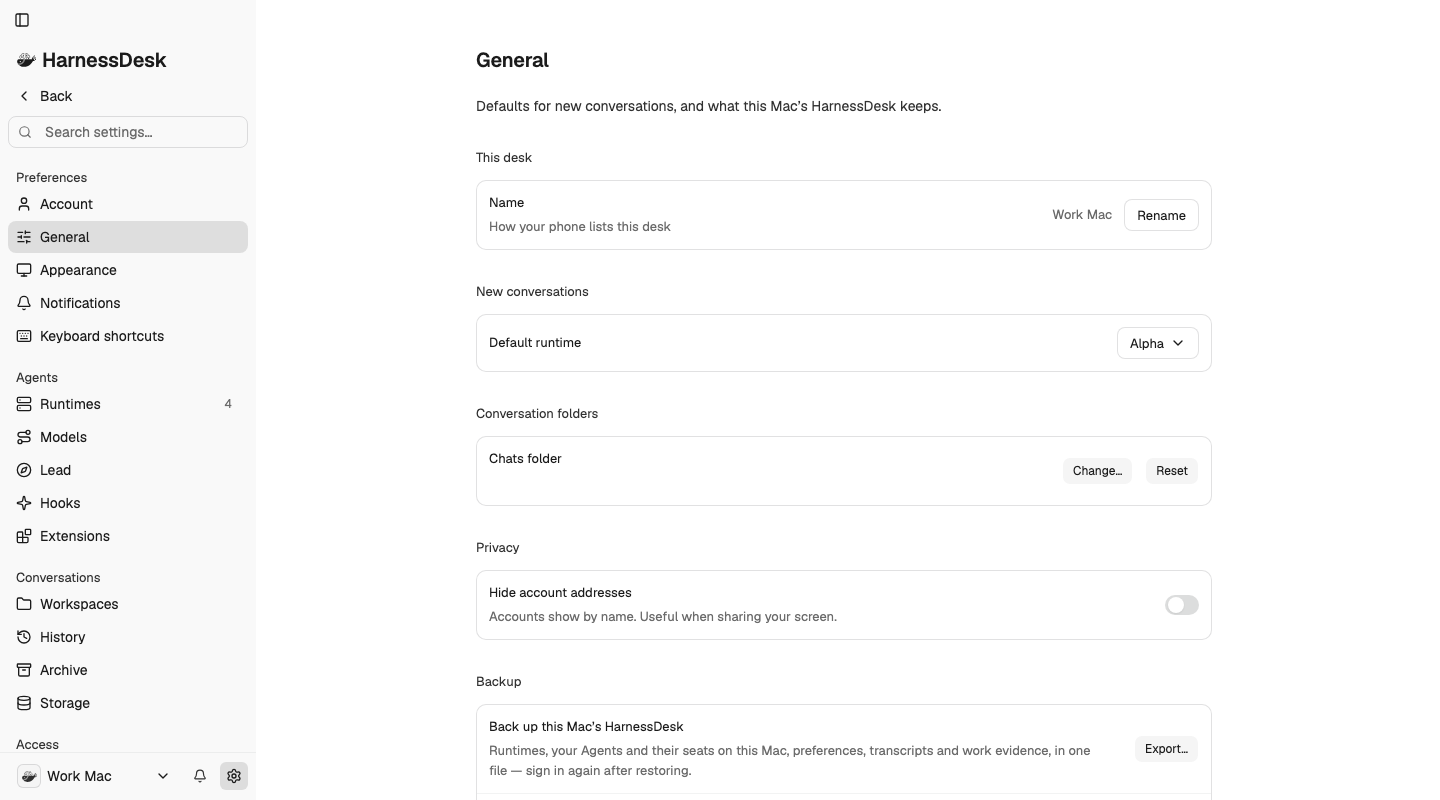 HarnessDesk
Back
Search settings...
Preferences
Account
General
Appearance
Notifications
Keyboard shortcuts
Agents
Runtimes 4
Models
Lead
Hooks
Extensions
Conversations
Workspaces
History
Archive
Storage
Access
Work Mac
General
Defaults for new conversations, and what this Mac's HarnessDesk keeps.
This desk
Name
How your phone lists this desk
Work Mac Rename
New conversations
Default runtime Alpha
Conversation folders
Chats folder Change... Reset
Privacy
Hide account addresses
Accounts show by name. Useful when sharing your screen.
Backup
Back up this Mac's HarnessDesk
Runtimes, your Agents and their seats on this Mac, preferences, transcripts and work evidence, in one
file — sign in again after restoring.
Export...